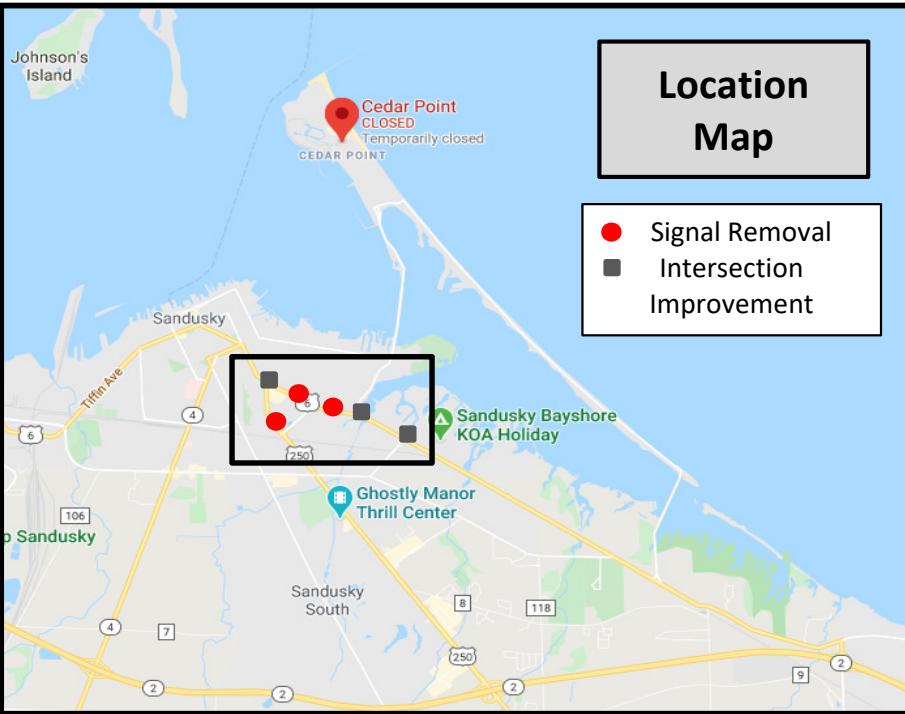 Johnson's
Island
Location
Map
Cedar Point
CLOSED
Temporarily closed
CEDAR POINT
Signal Removal
Intersection
Improvement
Sandusky
Tiffin Ave
4
6
6
Sandusky Bayshore
KOA Holiday
250
Ghostly Manor
Thrill Center
106
o Sandusky
Sandusky
South
8
118
4
7
250
2
9
2
2
2